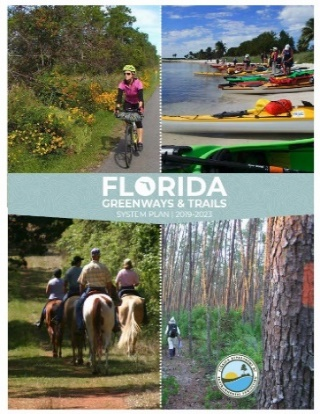 FLORIDA
GREENWAYS & TRAILS
SYSTEM PLAN | 2019-2023